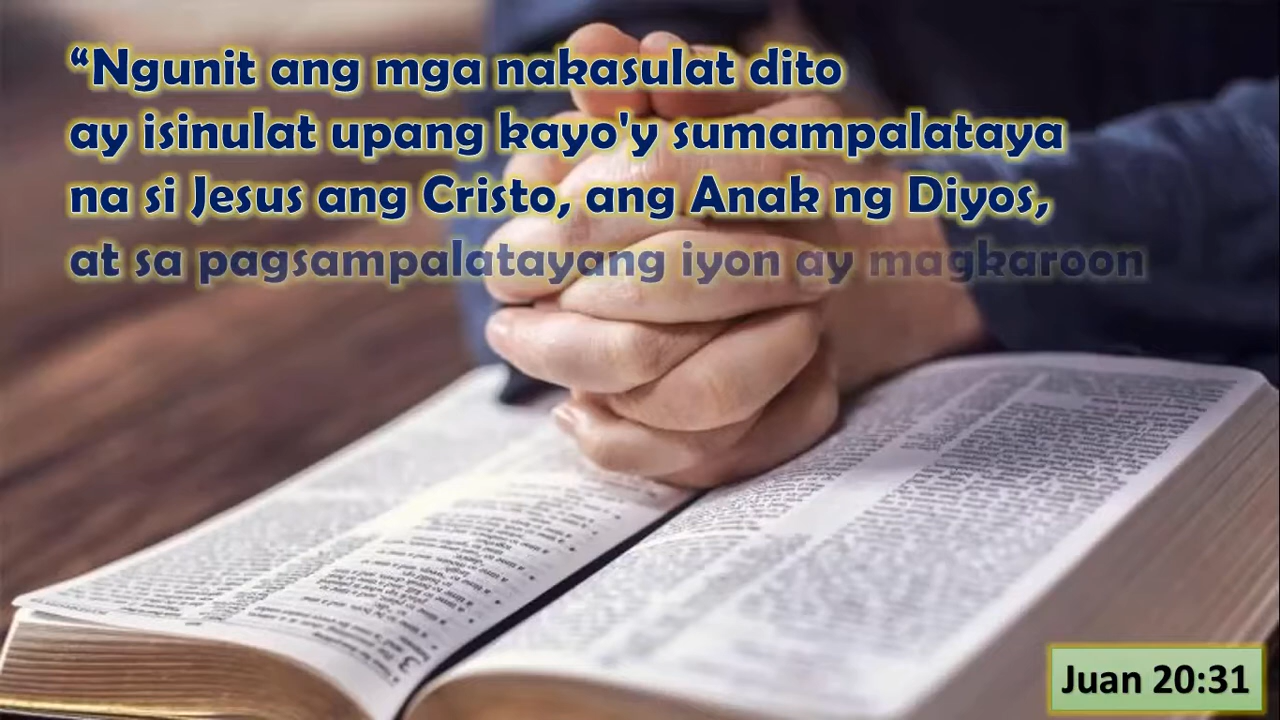 “Ngunit ang mga nakasulat dito
ay isinulat upang kayo'y sumampalataya
na si Jesus ang Cristo, ang Anak ng Diyos,
at sa pagsampalatayang iyon ay magkaroon
Juan 20:31